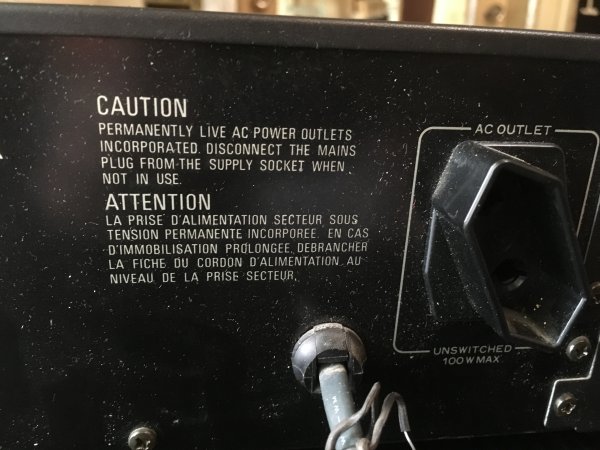 CAUTION
PERMANENTLY LIVE AC POWER OUTLETS
INCORPORATED. DISCONNECT THE MAINS
PLUG FROM THE SUPPLY SOCKET WHEN
NOT IN USE.
ATTENTION
LA PRISE D'ALIMENTATION SECTEUR SOUS
TENSION PERMANENTE INCORPOREE. EN CAS
D'IMMOBILISATION PROLONGEE, DEBRANCHER
LA FICHE DU CORDON D'ALIMENTATION AU
NIVEAU DE LA PRISE SECTEUR.
AC OUTLET
UNSWITCHED
100W MAX